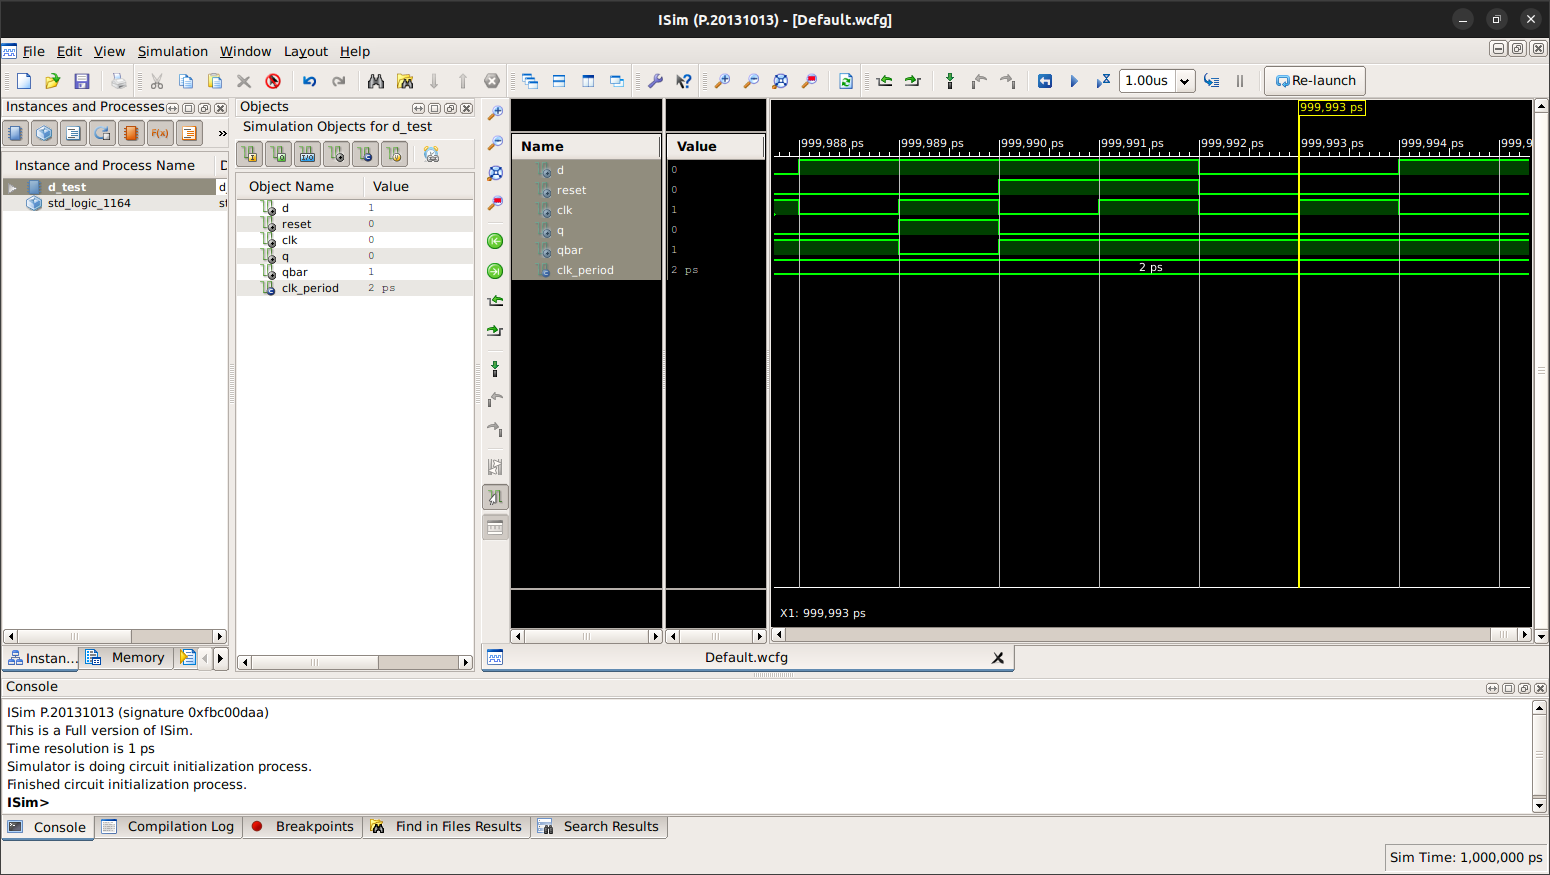 ISim (P.20131013) - [Default.wcfg]
File Edit View Simulation Window Layout Help
1.00us
Re-launch
Instances and Processes
Instance and Process Name
d_test
d_
std_logic_1164
st
Instan...
Memory
Objects
Simulation Objects for d_test
Object Name Value
d 1
reset 0
clk 0
q 0
qbar 1
clk_period 2 ps
Name Value
d 0
reset 0
clk 1
q 0
qbar 1
clk_period 2 ps
999,993 ps
999,988 ps 999,989 ps 999,990 ps 999,991 ps 999,992 ps 999,993 ps 999,994 ps 999,9
2 ps
X1: 999,993 ps
Default.wcfg
Console
ISim P.20131013 (signature 0xfbc00daa)
This is a Full version of ISim.
Time resolution is 1 ps
Simulator is doing circuit initialization process.
Finished circuit initialization process.
ISim>
Console Compilation Log Breakpoints Find in Files Results Search Results
Sim Time: 1,000,000 ps